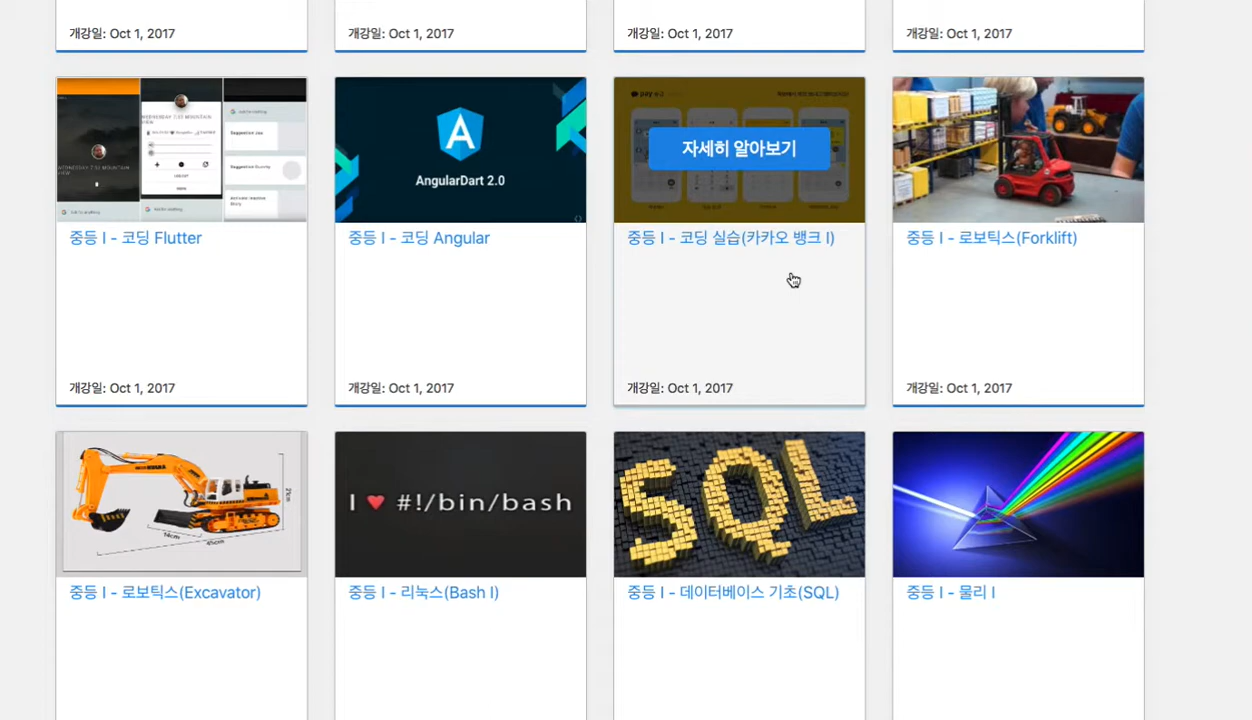 개강일: Oct 1, 2017
개강일: Oct 1, 2017
개강일: Oct 1, 2017
개강일: Oct 1, 2017
AngularDart 2.0
pay
자세히 알아보기
중등 I - 코딩 Flutter
중등 I - 코딩 Angular
중등 I - 코딩 실습(카카오 뱅크 I)
중등 I - 로보틱스(Forklift)
개강일: Oct 1, 2017
개강일: Oct 1, 2017
개강일: Oct 1, 2017
개강일: Oct 1, 2017
I ♥ #!/bin/bash
SQL
21cm
14cm
45cm
중등 I - 로보틱스(Excavator)
중등 I - 리눅스(Bash I)
중등 I - 데이터베이스 기초(SQL)
중등 I - 물리 I